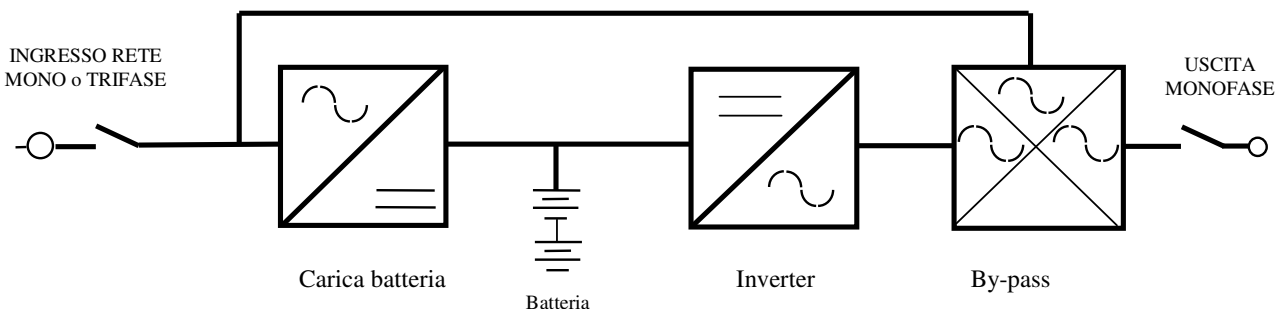 INGRESSO RETE
MONO o TRIFASE
USCITA
MONOFASE
Carica batteria
Inverter
By-pass
Batteria